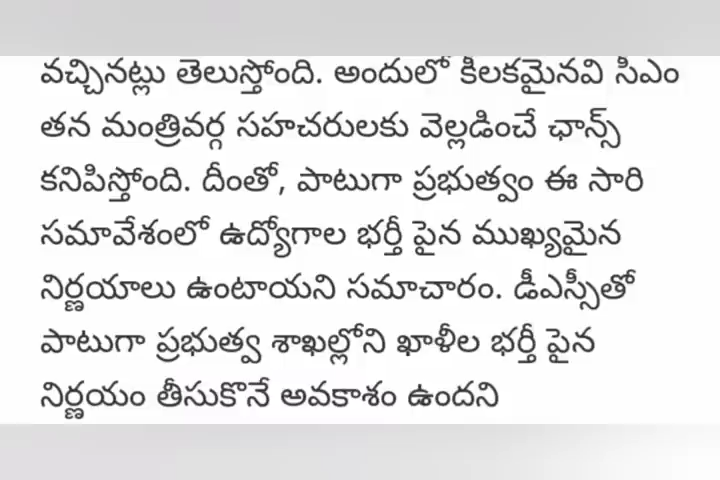 వచ్చినట్లు తెలుస్తోంది. అందులో కీలకమైనవి సీఎం
తన మంత్రివర్గ సహచరులకు వెల్లడించే ఛాన్స్
కనిపిస్తోంది. దీంతో, పాటుగా ప్రభుత్వం ఈ సారి
సమావేశంలో ఉద్యోగాల భర్తీ పైన ముఖ్యమైన
నిర్ణయాలు ఉంటాయని సమాచారం. డీఎస్సీతో
పాటుగా ప్రభుత్వ శాఖల్లోని ఖాళీల భర్తీ పైన
నిర్ణయం తీసుకొనే అవకాశం ఉందని